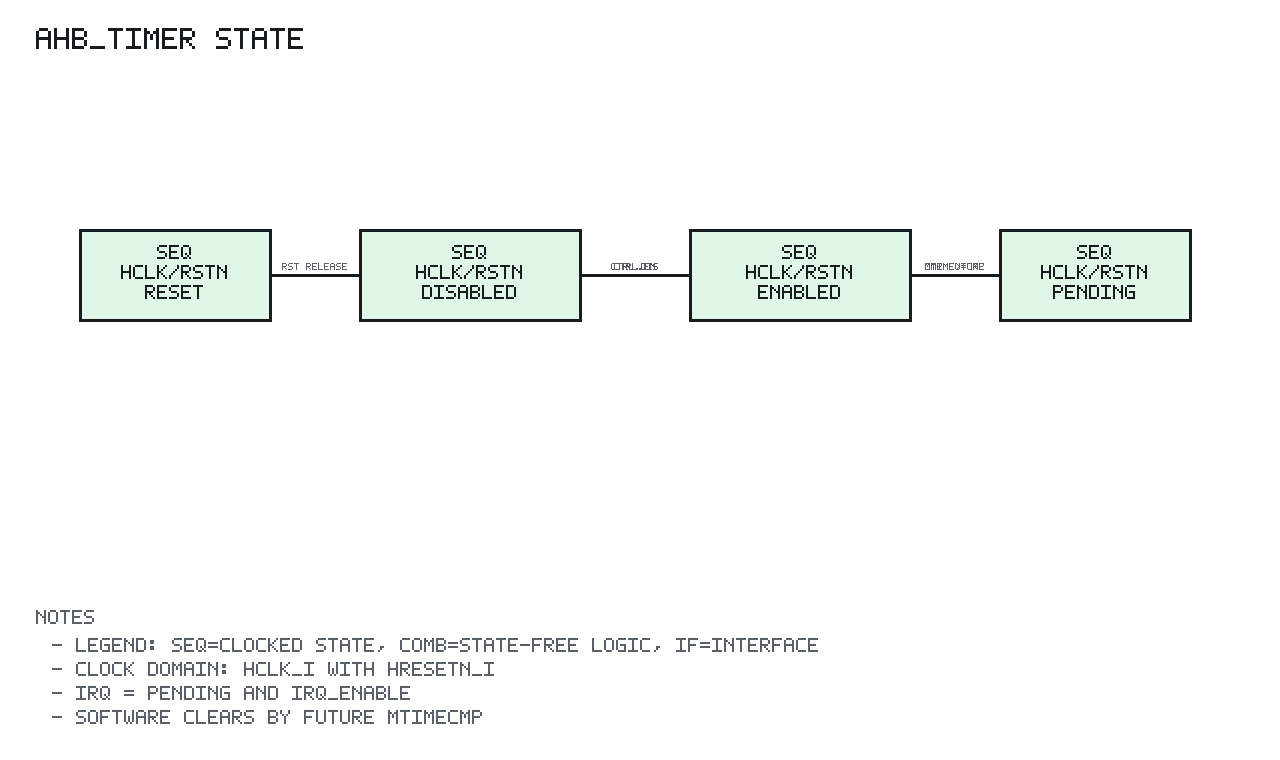 AHB_TIMER STATE
SEQ
HCLK/RSTN
RESET
RST RELEASE
SEQ
HCLK/RSTN
DISABLED
SEQ
HCLK/RSTN
ENABLED
SEQ
HCLK/RSTN
PENDING
NOTES
- LEGEND: SEQ=CLOCKED STATE, COMB=STATE-FREE LOGIC, IF=INTERFACE
- CLOCK DOMAIN: HCLK_I WITH HRESETN_I
- IRQ = PENDING AND IRQ_ENABLE
- SOFTWARE CLEARS BY FUTURE MTIMECMP